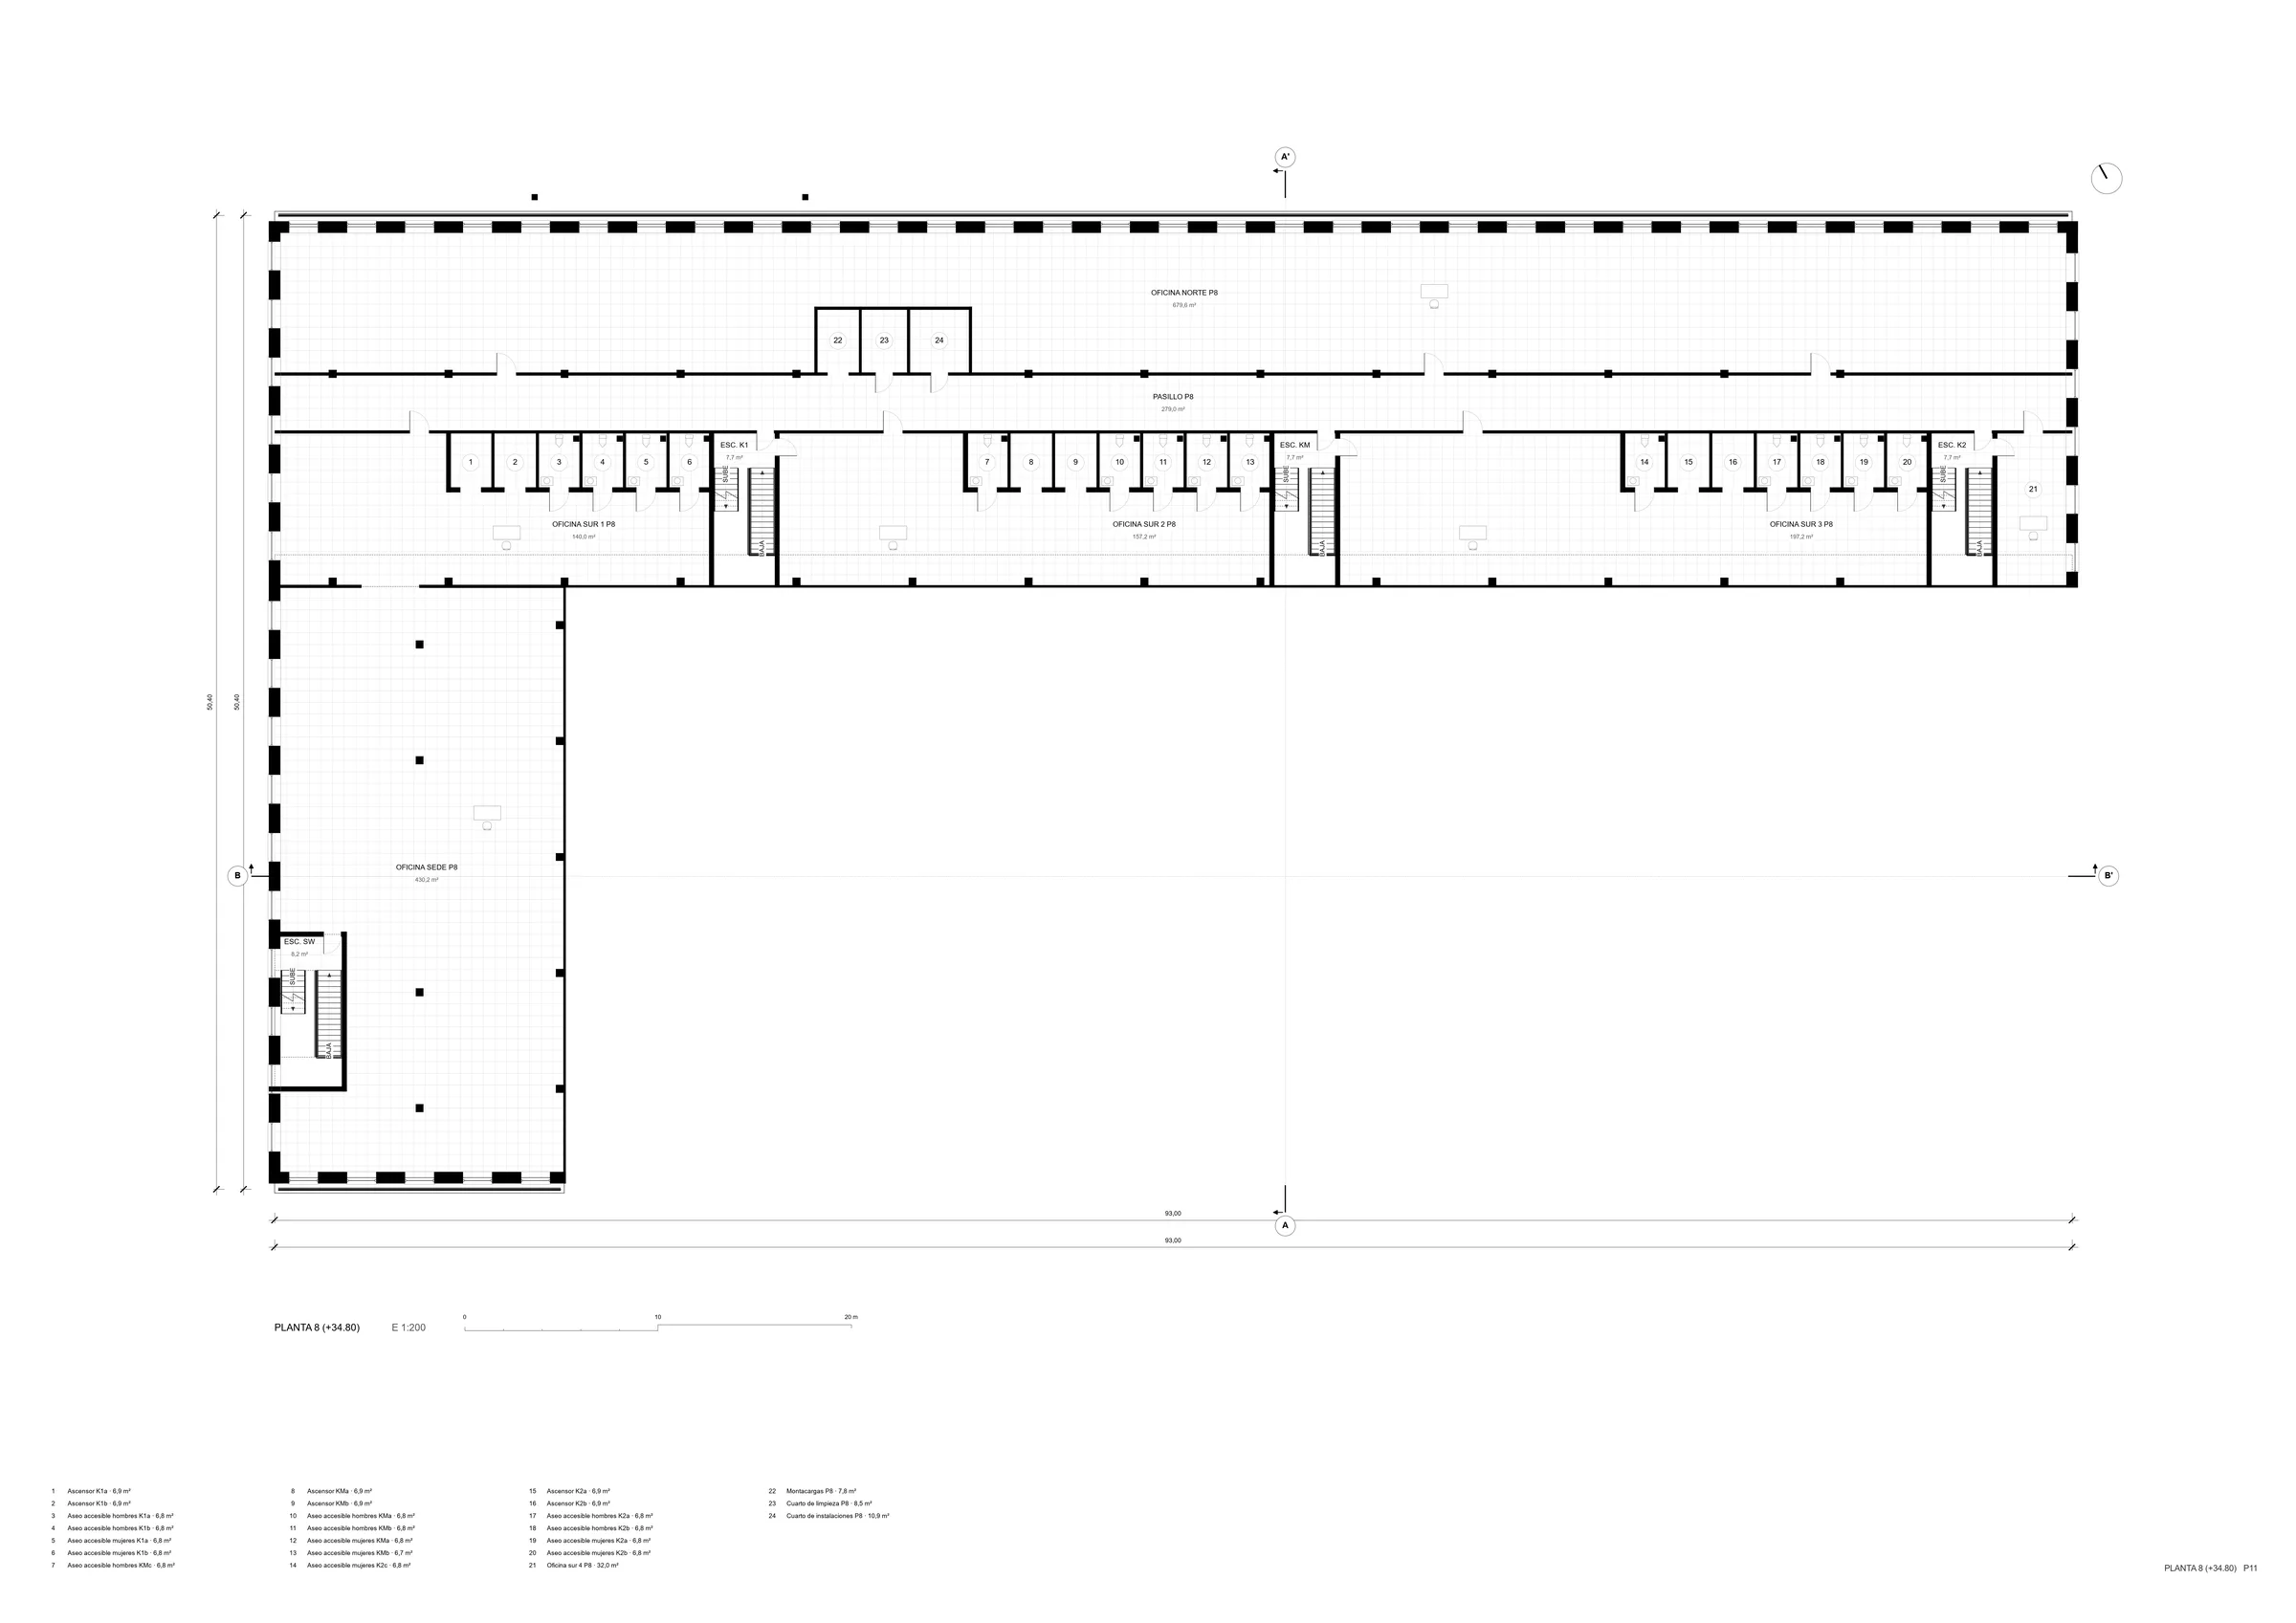 A'
OFICINA NORTE P8
679,6 m²
22
23
24
PASILLO P8
279,0 m²
1
2
3
4
5
6
ESC. K1
7,7 m²
SUBE
BAJA
7
8
9
10
11
12
13
ESC. KM
7,7 m²
SUBE
BAJA
14
15
16
17
18
19
20
ESC. K2
7,7 m²
SUBE
BAJA
21
OFICINA SUR 1 P8
140,0 m²
OFICINA SUR 2 P8
157,2 m²
OFICINA SUR 3 P8
197,2 m²
50,40
50,40
OFICINA SEDE P8
430,2 m²
B
B'
ESC. SW
8,2 m²
SUBE
BAJA
93,00
A
93,00
PLANTA 8 (+34.80) E 1:200
0 10 20 m
1 Ascensor K1a · 6,9 m²
2 Ascensor K1b · 6,9 m²
3 Aseo accesible hombres K1a · 6,8 m²
4 Aseo accesible hombres K1b · 6,8 m²
5 Aseo accesible mujeres K1a · 6,8 m²
6 Aseo accesible mujeres K1b · 6,8 m²
7 Aseo accesible hombres KMc · 6,8 m²
8 Ascensor KMa · 6,9 m²
9 Ascensor KMb · 6,9 m²
10 Aseo accesible hombres KMa · 6,8 m²
11 Aseo accesible hombres KMb · 6,8 m²
12 Aseo accesible mujeres KMa · 6,8 m²
13 Aseo accesible mujeres KMb · 6,7 m²
14 Aseo accesible mujeres K2c · 6,8 m²
15 Ascensor K2a · 6,9 m²
16 Ascensor K2b · 6,9 m²
17 Aseo accesible hombres K2a · 6,8 m²
18 Aseo accesible hombres K2b · 6,8 m²
19 Aseo accesible mujeres K2a · 6,8 m²
20 Aseo accesible mujeres K2b · 6,8 m²
21 Oficina sur 4 P8 · 32,0 m²
22 Montacargas P8 · 7,8 m²
23 Cuarto de limpieza P8 · 8,5 m²
24 Cuarto de instalaciones P8 · 10,9 m²
PLANTA 8 (+34.80) P11